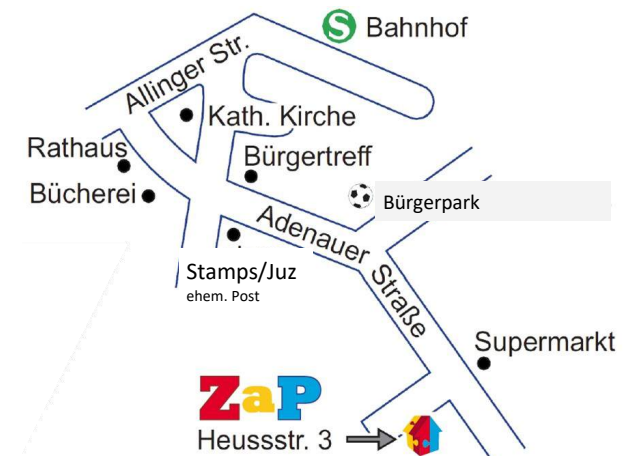 S Bahnhof
Allinger Str.
Kath. Kirche
Rathaus
Bürgertreff
Bücherei
Bürgerpark
Adenauer Straße
Stamps/Juz
ehem. Post
Supermarkt
ZaP
Heussstr. 3